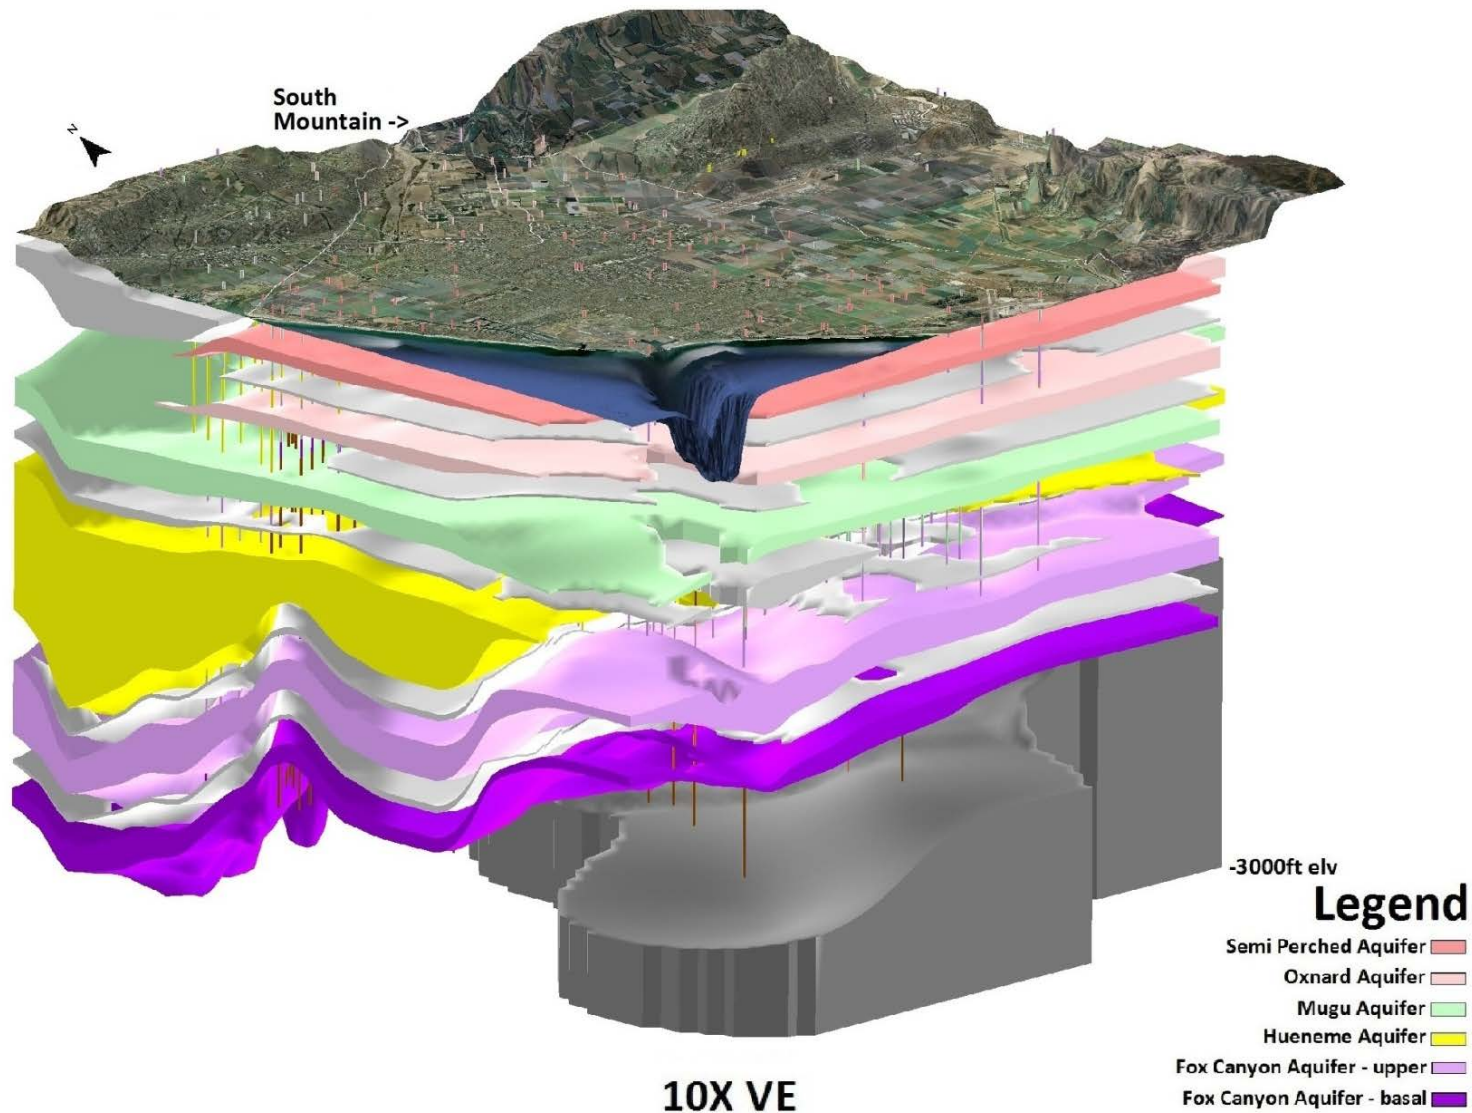 South
Mountain ->
N
-3000ft elv
Legend
Semi Perched Aquifer
Oxnard Aquifer
Mugu Aquifer
Hueneme Aquifer
Fox Canyon Aquifer - upper
Fox Canyon Aquifer - basal
10X VE